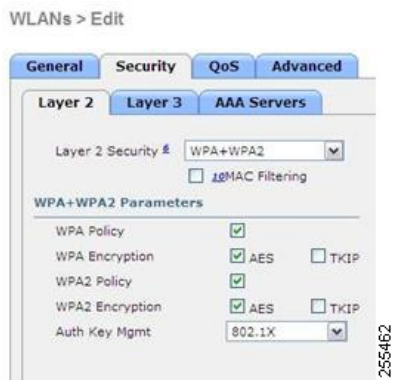 WLANs > Edit
General Security QoS Advanced
Layer 2 Layer 3 AAA Servers
Layer 2 Security 6 WPA+WPA2
10MAC Filtering
WPA+WPA2 Parameters
WPA Policy
WPA Encryption AES TKIP
WPA2 Policy
WPA2 Encryption AES TKIP
Auth Key Mgmt 802.1X
255462